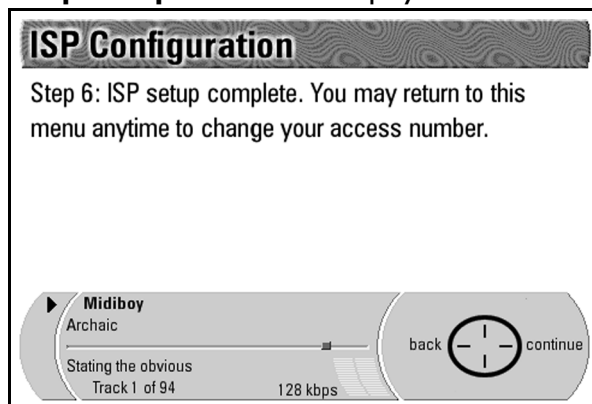 ISP Configuration
Step 6: ISP setup complete. You may return to this
menu anytime to change your access number.
Midiboy
Archaic
Stating the obvious
Track 1 of 94
128 kbps
back
continue